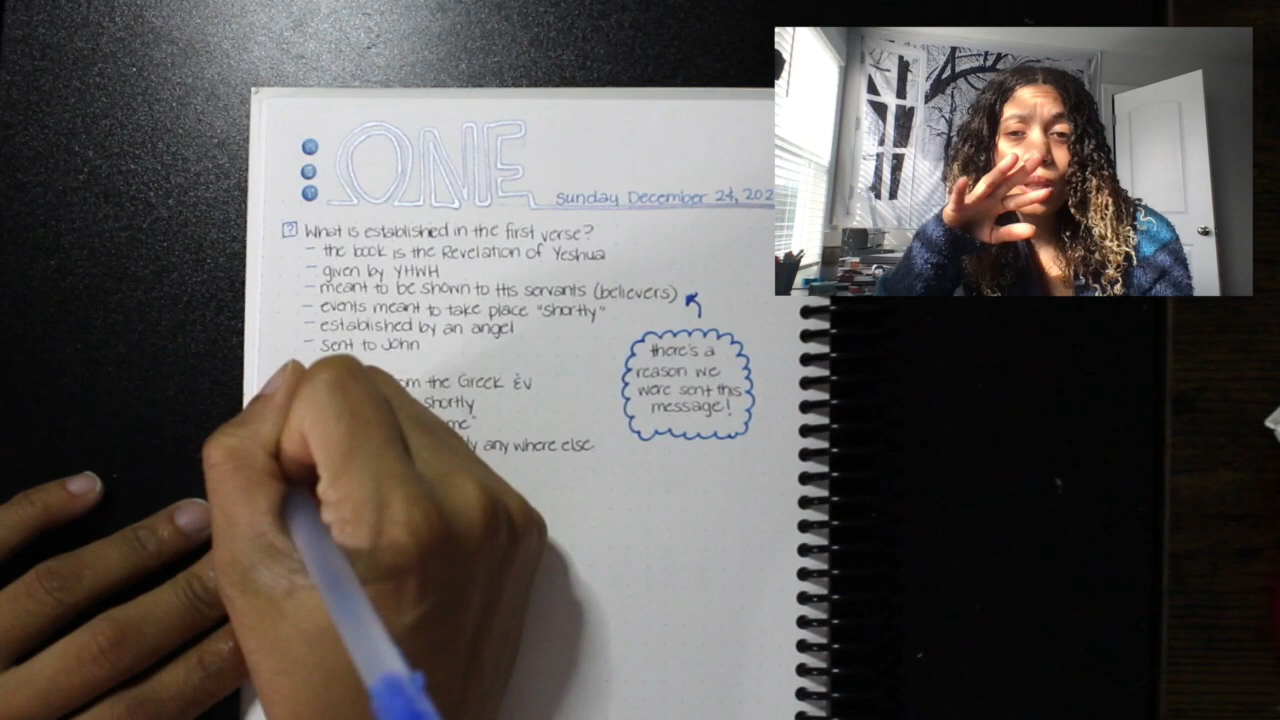 ONE
Sunday December 24, 202
? What is established in the first verse?
- the book is the Revelation of Yeshua
- given by YHWH
- meant to be shown to His servants (believers)
- events meant to take place "shortly"
- established by an angel
- sent to John
om the Greek ἐν
shortly
me"
ly any where else
there's a
reason we
were sent this
message!